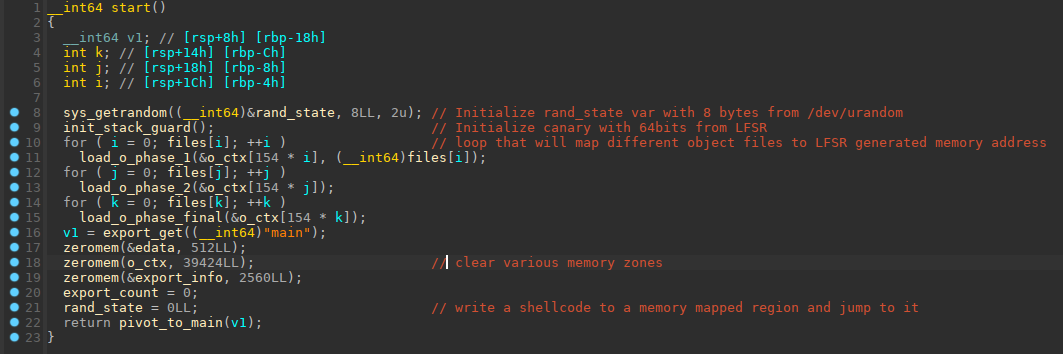 1 __int64 start()
2 {
3 __int64 v1; // [rsp+8h] [rbp-18h]
4 int k; // [rsp+14h] [rbp-Ch]
5 int j; // [rsp+18h] [rbp-8h]
6 int i; // [rsp+1Ch] [rbp-4h]
7
8 sys_getrandom((__int64)&rand_state, 8LL, 2u); // Initialize rand_state var with 8 bytes from /dev/urandom
9 init_stack_guard(); // Initialize canary with 64bits from LFSR
10 for ( i = 0; files[i]; ++i ) // loop that will map different object files to LFSR generated memory address
11 load_o_phase_1(&o_ctx[154 * i], (__int64)files[i]);
12 for ( j = 0; files[j]; ++j )
13 load_o_phase_2(&o_ctx[154 * j]);
14 for ( k = 0; files[k]; ++k )
15 load_o_phase_final(&o_ctx[154 * k]);
16 v1 = export_get((__int64)"main");
17 zeromem(&edata, 512LL);
18 zeromem(o_ctx, 39424LL); // clear various memory zones
19 zeromem(&export_info, 2560LL);
20 export_count = 0;
21 rand_state = 0LL; // write a shellcode to a memory mapped region and jump to it
22 return pivot_to_main(v1);
23 }